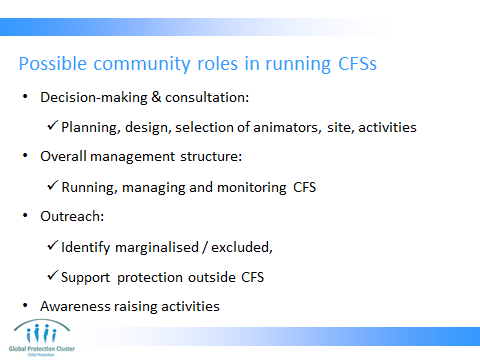 Possible community roles in running CFSs
• Decision-making & consultation:
✓ Planning, design, selection of animators, site, activities
• Overall management structure:
✓ Running, managing and monitoring CFS
• Outreach:
✓ Identify marginalised / excluded,
✓ Support protection outside CFS
• Awareness raising activities
Global Protection Cluster
Child Protection